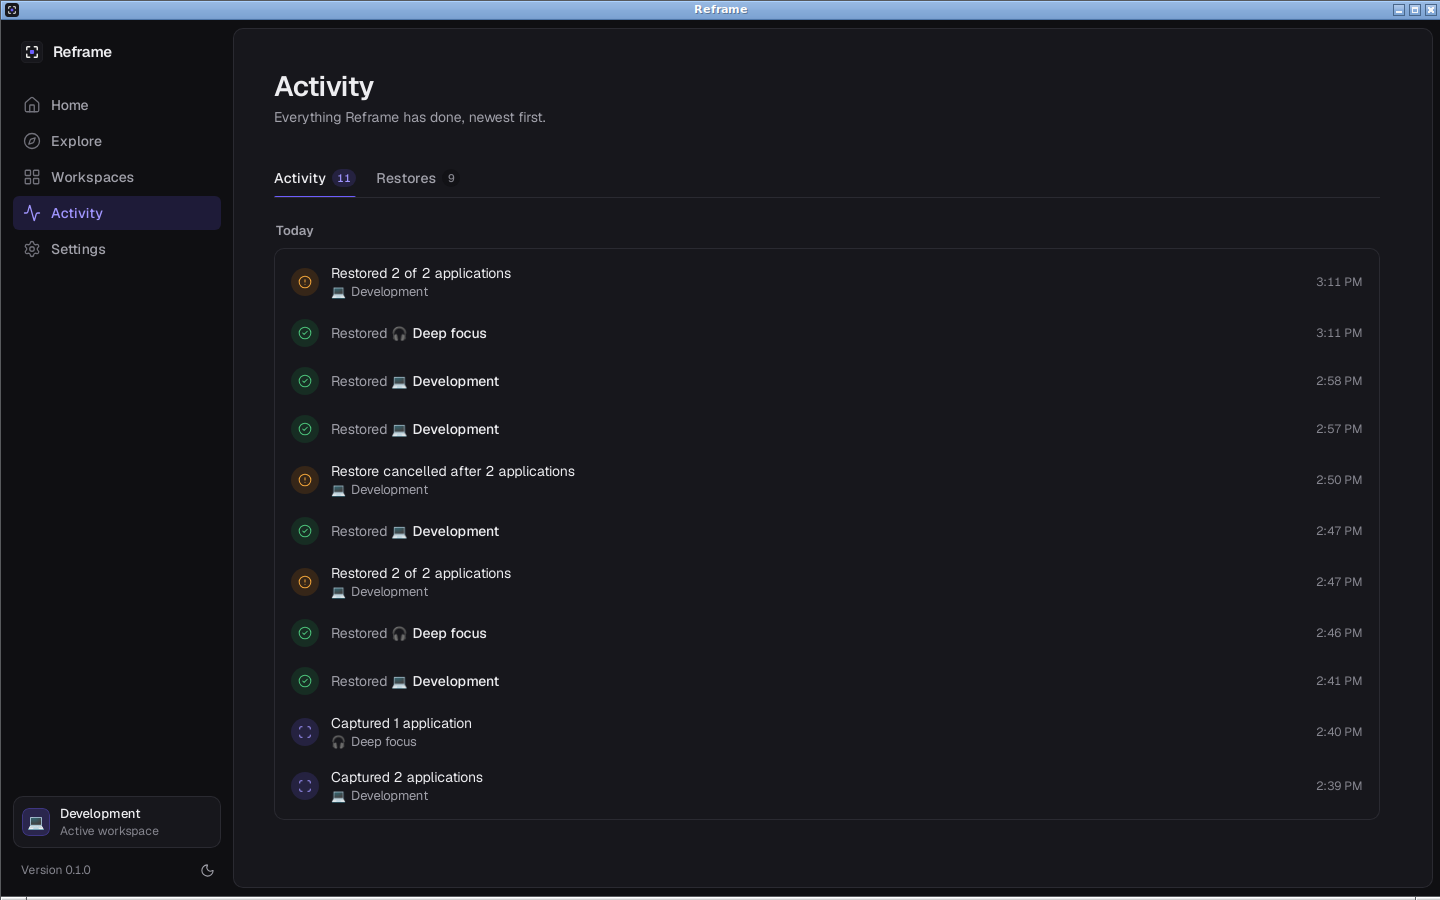 Reframe
Reframe
Home
Explore
Workspaces
Activity
Settings
Development
Active workspace
Version 0.1.0
Activity
Everything Reframe has done, newest first.
Activity 11 Restores 9
Today
Restored 2 of 2 applications
💻 Development
3:11 PM
Restored 🎧 Deep focus
3:11 PM
Restored 💻 Development
2:58 PM
Restored 💻 Development
2:57 PM
Restore cancelled after 2 applications
💻 Development
2:50 PM
Restored 💻 Development
2:47 PM
Restored 2 of 2 applications
💻 Development
2:47 PM
Restored 🎧 Deep focus
2:46 PM
Restored 💻 Development
2:41 PM
Captured 1 application
🎧 Deep focus
2:40 PM
Captured 2 applications
💻 Development
2:39 PM